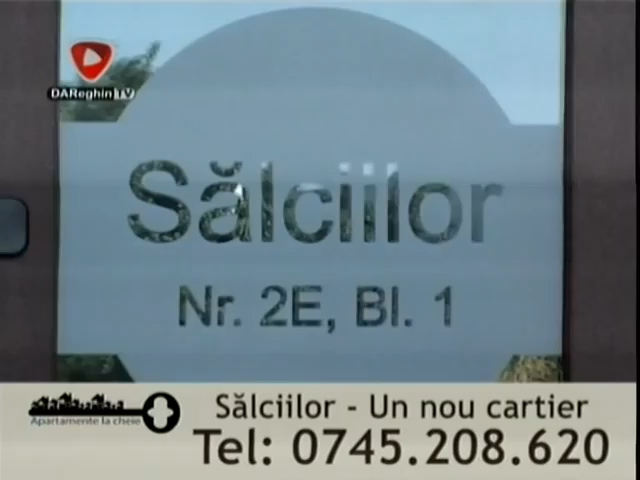 DAReghin TV
Sălciilor
Nr. 2E, Bl. 1
Apartamente la cheie
Sălciilor - Un nou cartier
Tel: 0745.208.620